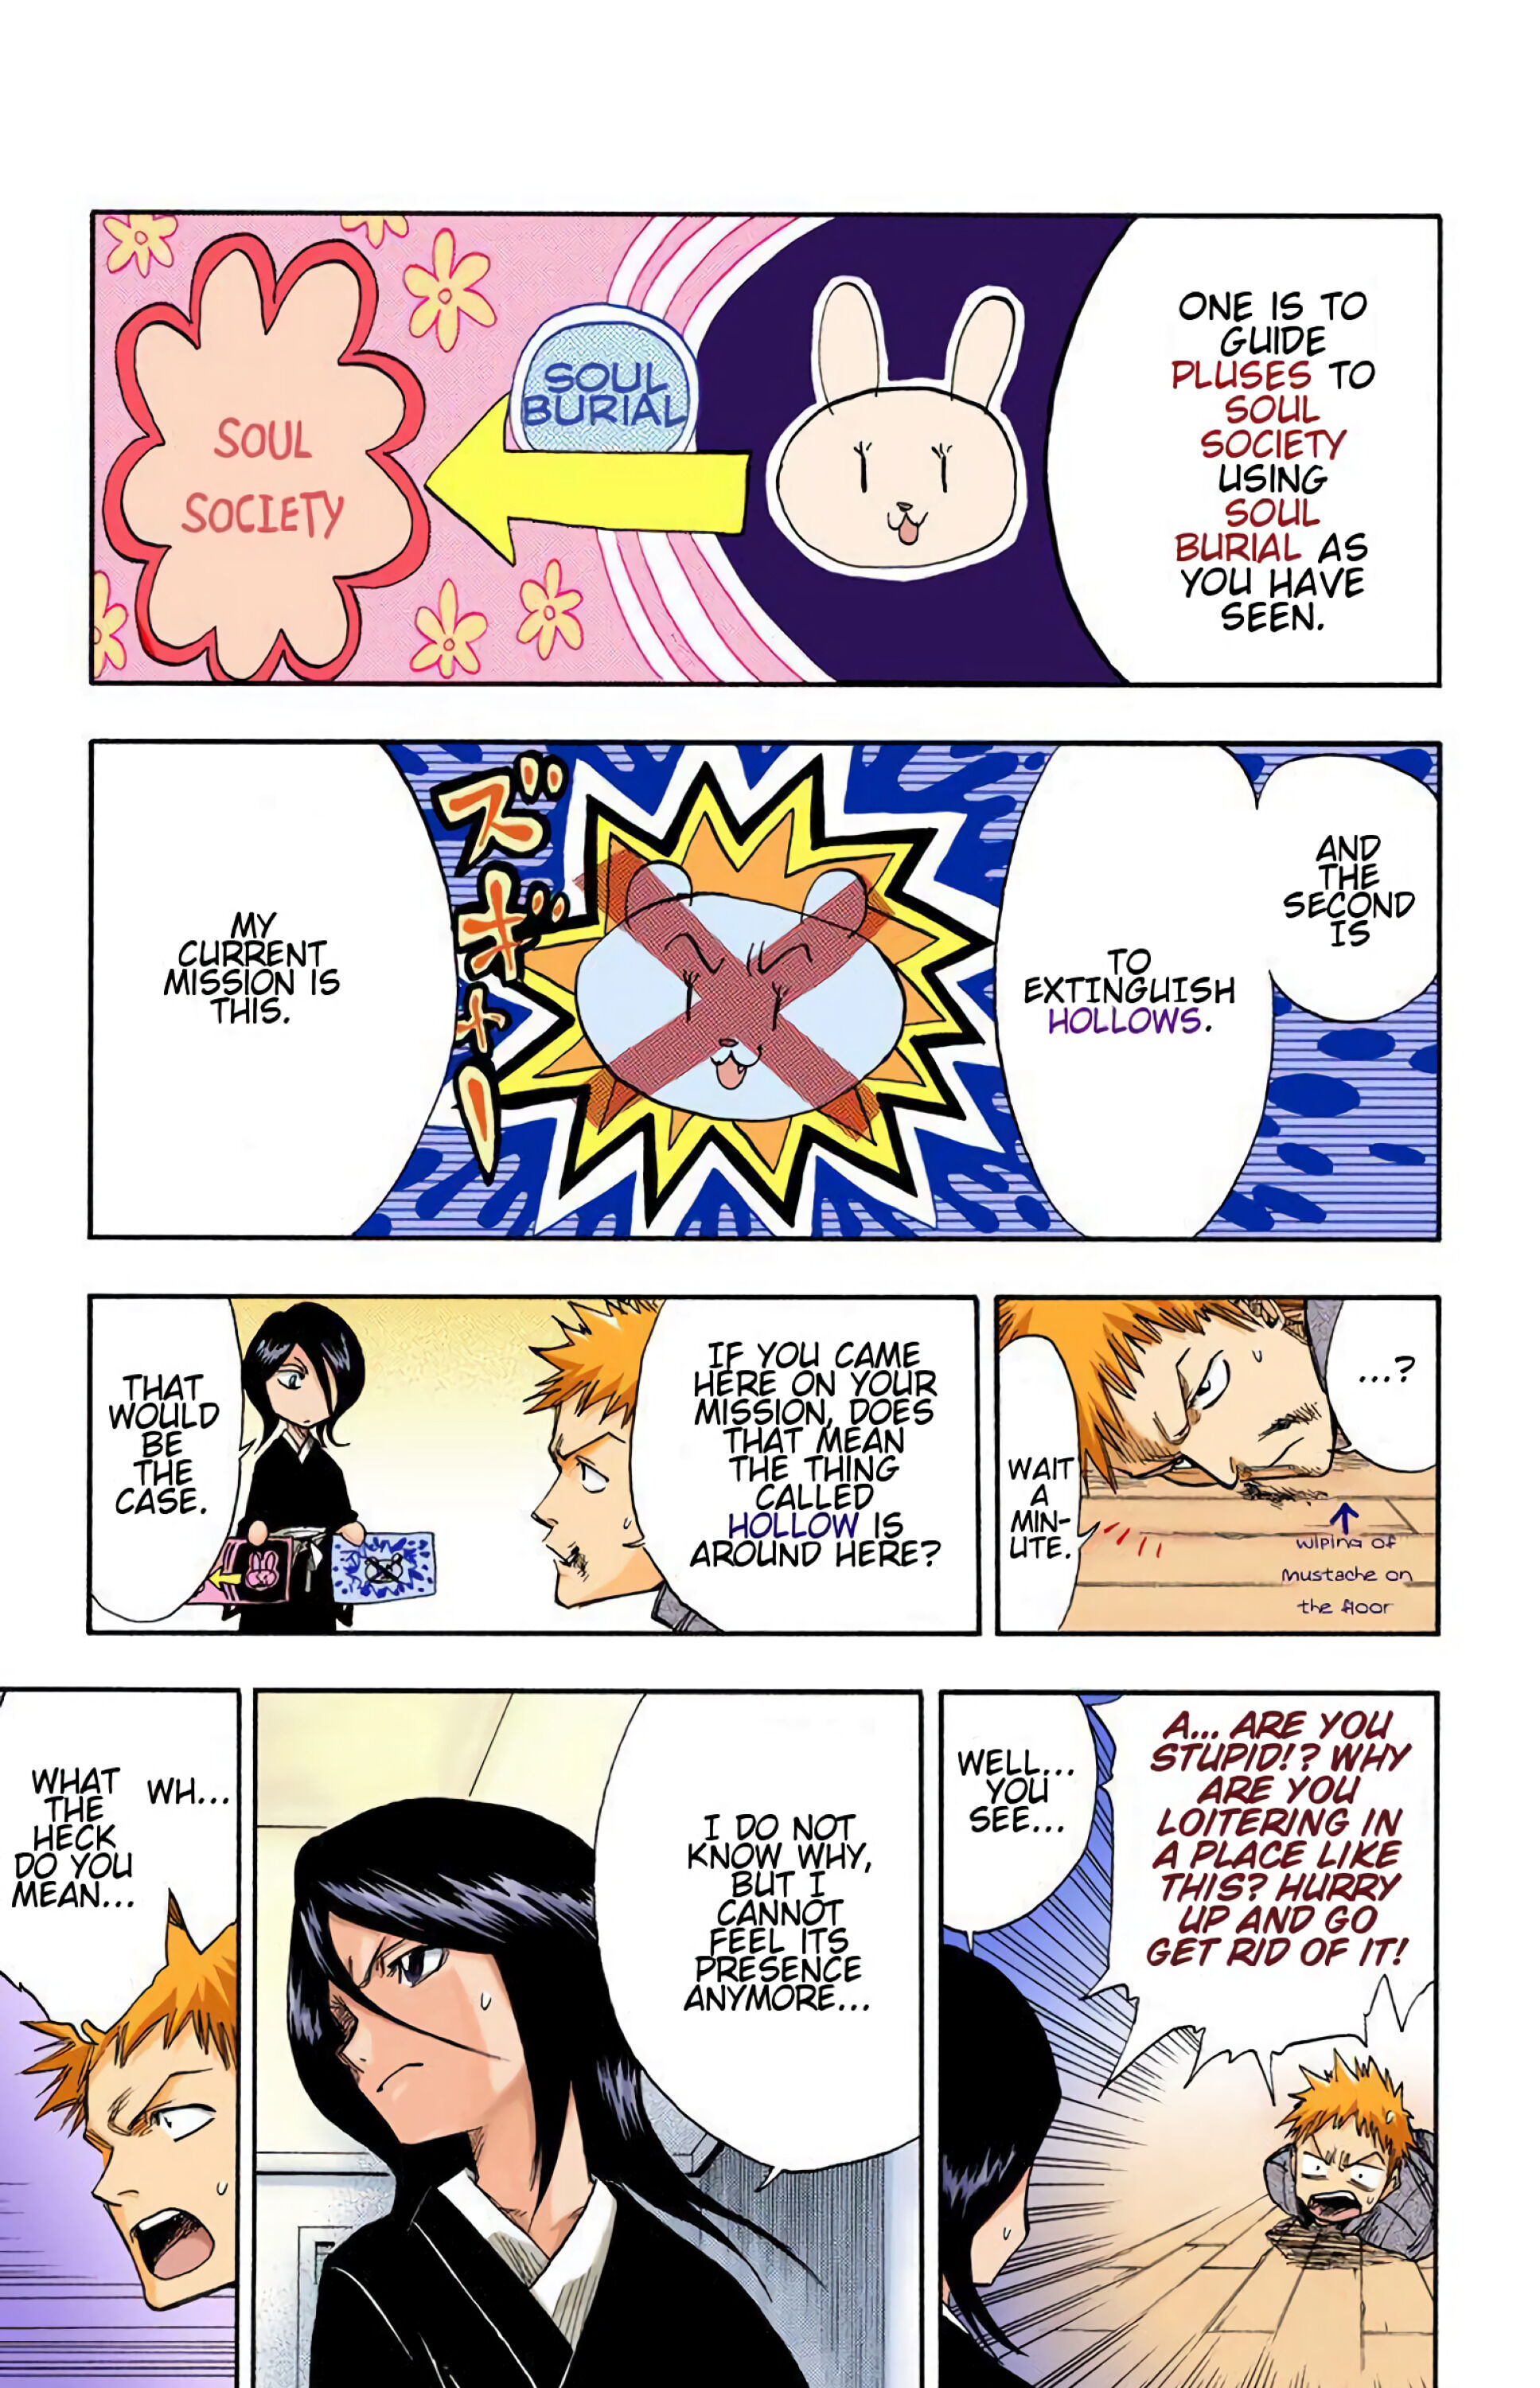 ONE IS TO
GUIDE
PLUSES TO
SOUL
SOCIETY
USING
SOUL
BURIAL AS
YOU HAVE
SEEN.
SOUL
BURIAL
SOUL
SOCIETY
AND
THE
SECOND
IS
TO
EXTINGUISH
HOLLOWS.
ズギャー
MY
CURRENT
MISSION IS
THIS.
...?
wiping of
mustache on
the floor
WAIT
A
MIN-
UTE.
IF YOU CAME
HERE ON YOUR
MISSION, DOES
THAT MEAN
THE THING
CALLED
HOLLOW IS
AROUND HERE?
THAT
WOULD
BE
THE
CASE.
A... ARE YOU
STUPID!? WHY
ARE YOU
LOITERING IN
A PLACE LIKE
THIS? HURRY
UP AND GO
GET RID OF IT!
WELL...
YOU
SEE...
I DO NOT
KNOW WHY,
BUT I
CANNOT
FEEL ITS
PRESENCE
ANYMORE...
WH...
WHAT
THE
HECK
DO YOU
MEAN...